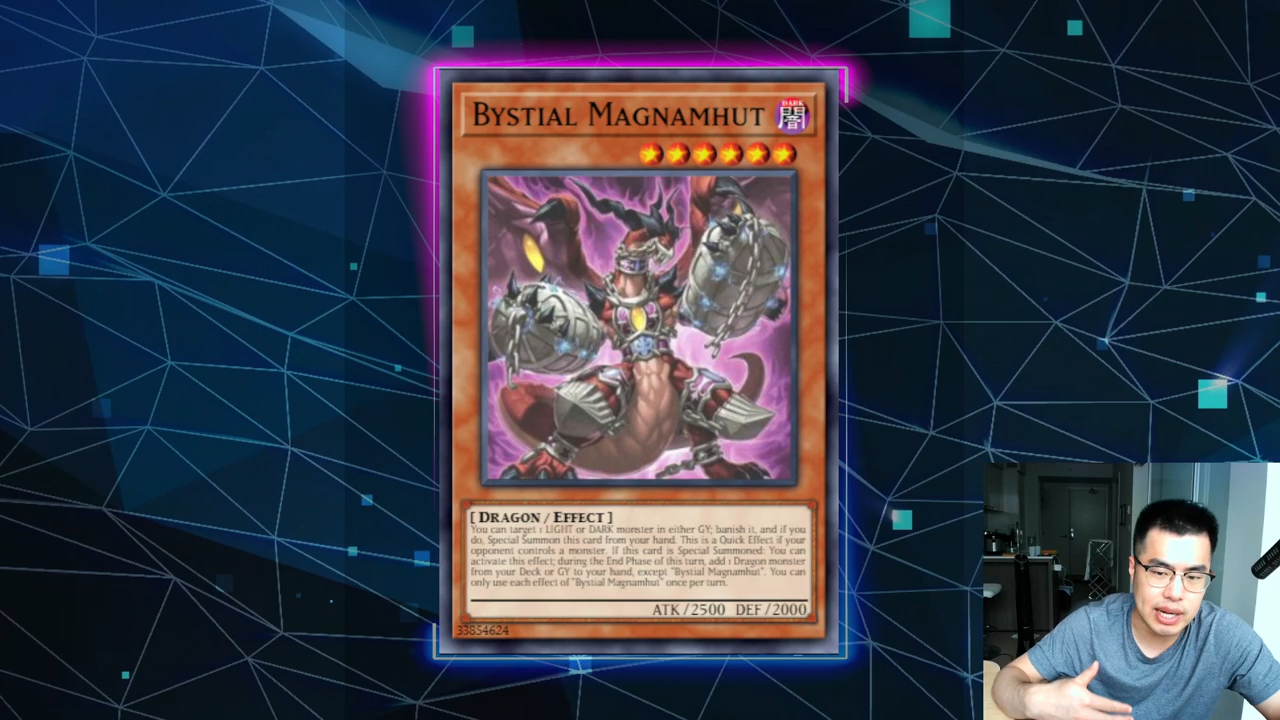 BYSTIAL MAGNAMHUT
DARK
闇
[ DRAGON / EFFECT ]
You can target 1 LIGHT or DARK monster in either GY; banish it, and if you
do, Special Summon this card from your hand. This is a Quick Effect if your
opponent controls a monster. If this card is Special Summoned: You can
activate this effect; during the End Phase of this turn, add 1 Dragon monster
from your Deck or GY to your hand, except "Bystial Magnamhut". You can
only use each effect of "Bystial Magnamhut" once per turn.
ATK/2500 DEF/2000
33854624